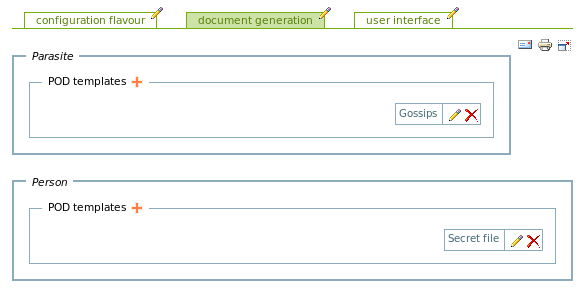 configuration flavour
document generation
user interface
Parasite
POD templates
Gossips
Person
POD templates
Secret file